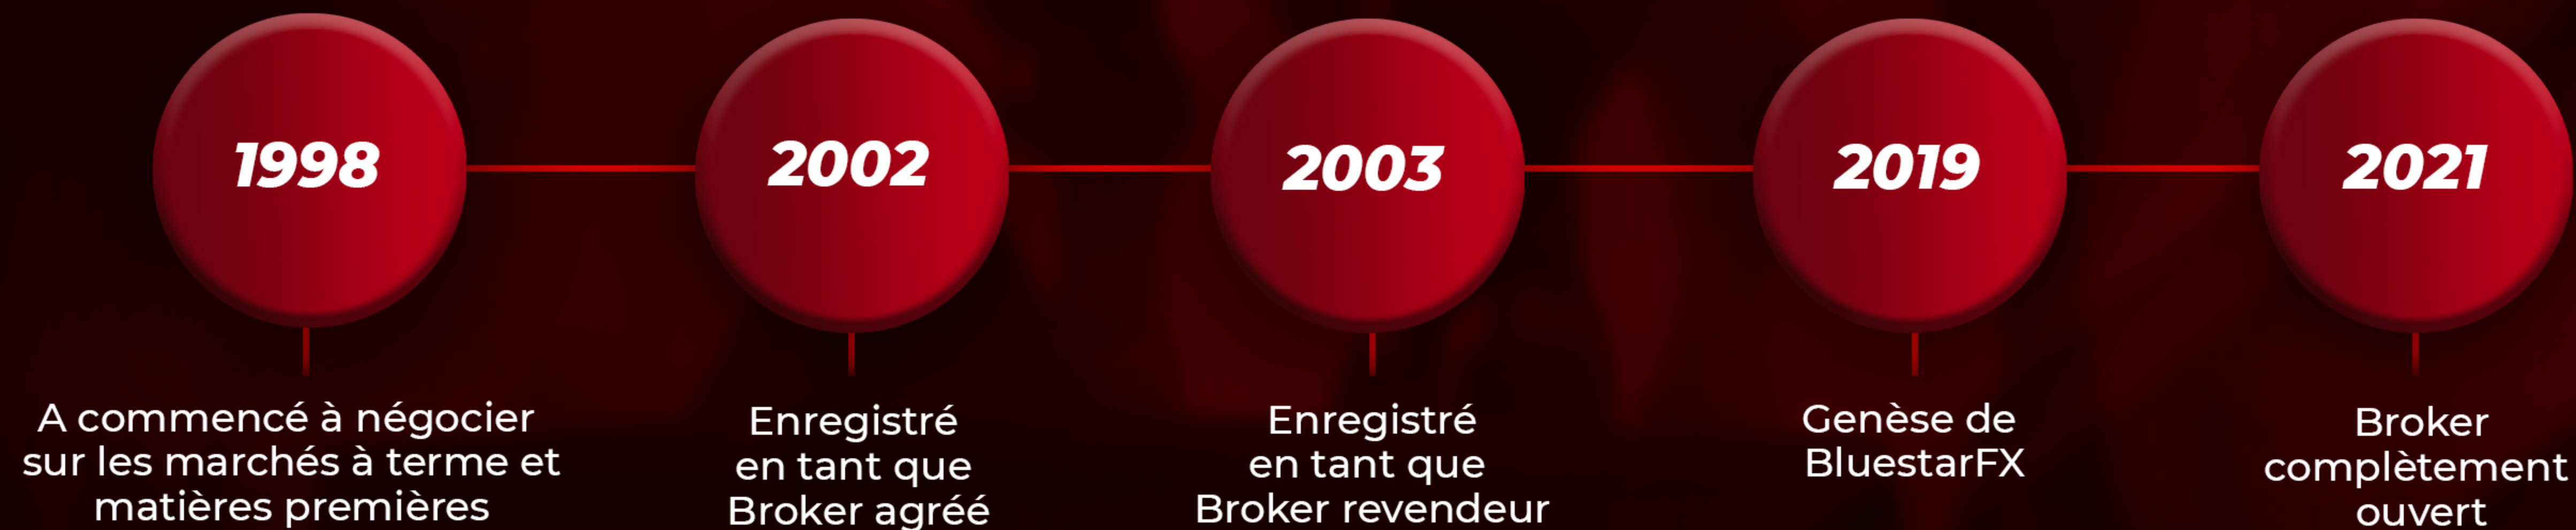 1998
A commencé à négocier
sur les marchés à terme et
matières premières
2002
Enregistré
en tant que
Broker agréé
2003
Enregistré
en tant que
Broker revendeur
2019
Genèse de
BluestarFX
2021
Broker
complètement
ouvert